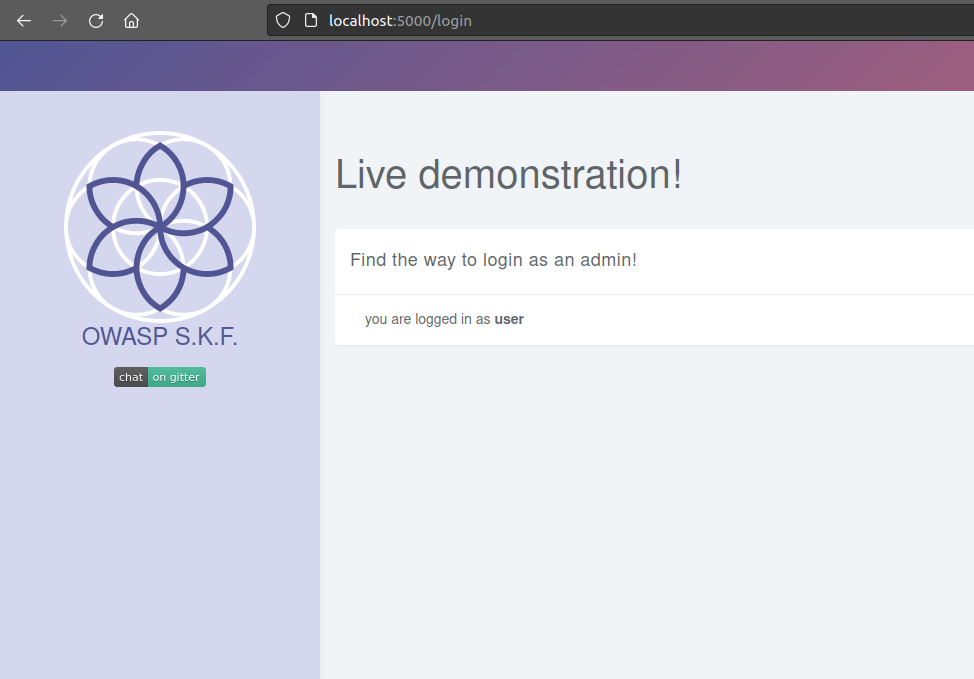 localhost:5000/login
Live demonstration!
Find the way to login as an admin!
you are logged in as user
OWASP S.K.F.
chat on gitter